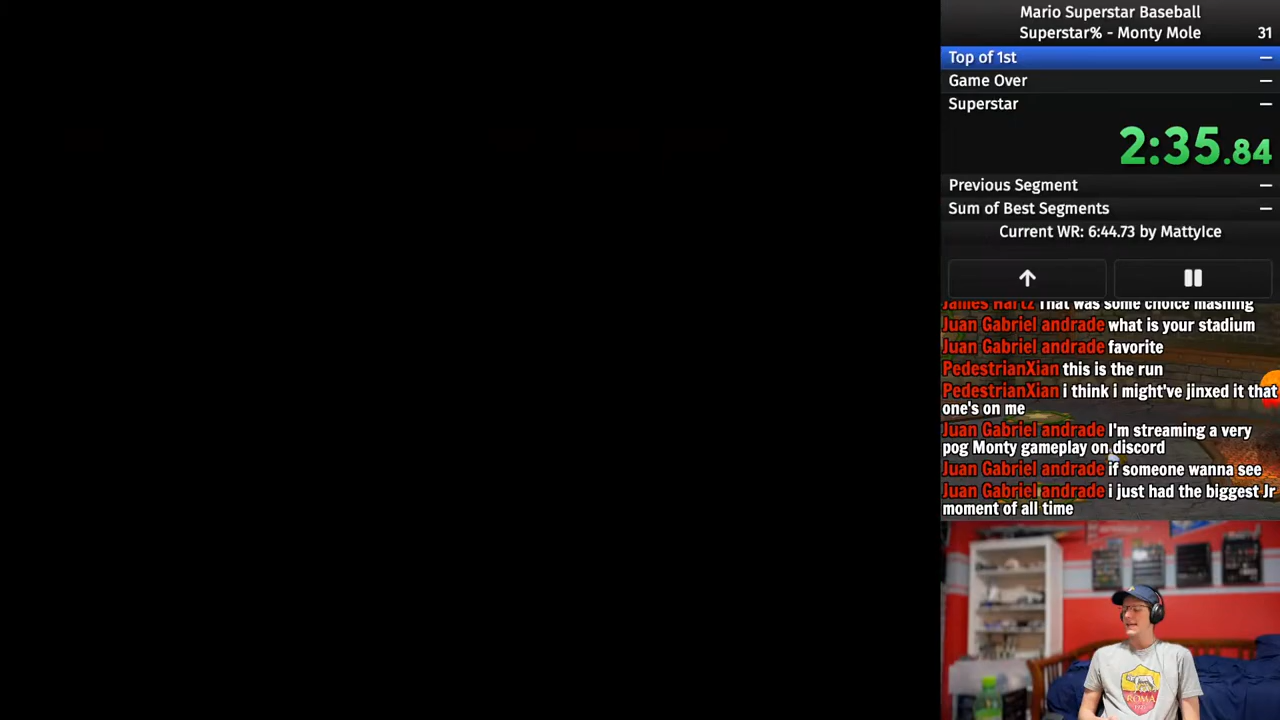 Mario Superstar Baseball
Superstar% - Monty Mole 31
Top of 1st —
Game Over —
Superstar —
2:35.84
Previous Segment —
Sum of Best Segments —
Current WR: 6:44.73 by MattyIce
James Hartz That was some choice mashing
Juan Gabriel andrade what is your stadium
Juan Gabriel andrade favorite
PedestrianXian this is the run
PedestrianXian i think i might've jinxed it that
one's on me
Juan Gabriel andrade I'm streaming a very
pog Monty gameplay on discord
Juan Gabriel andrade if someone wanna see
Juan Gabriel andrade i just had the biggest Jr
moment of all time
ROMA